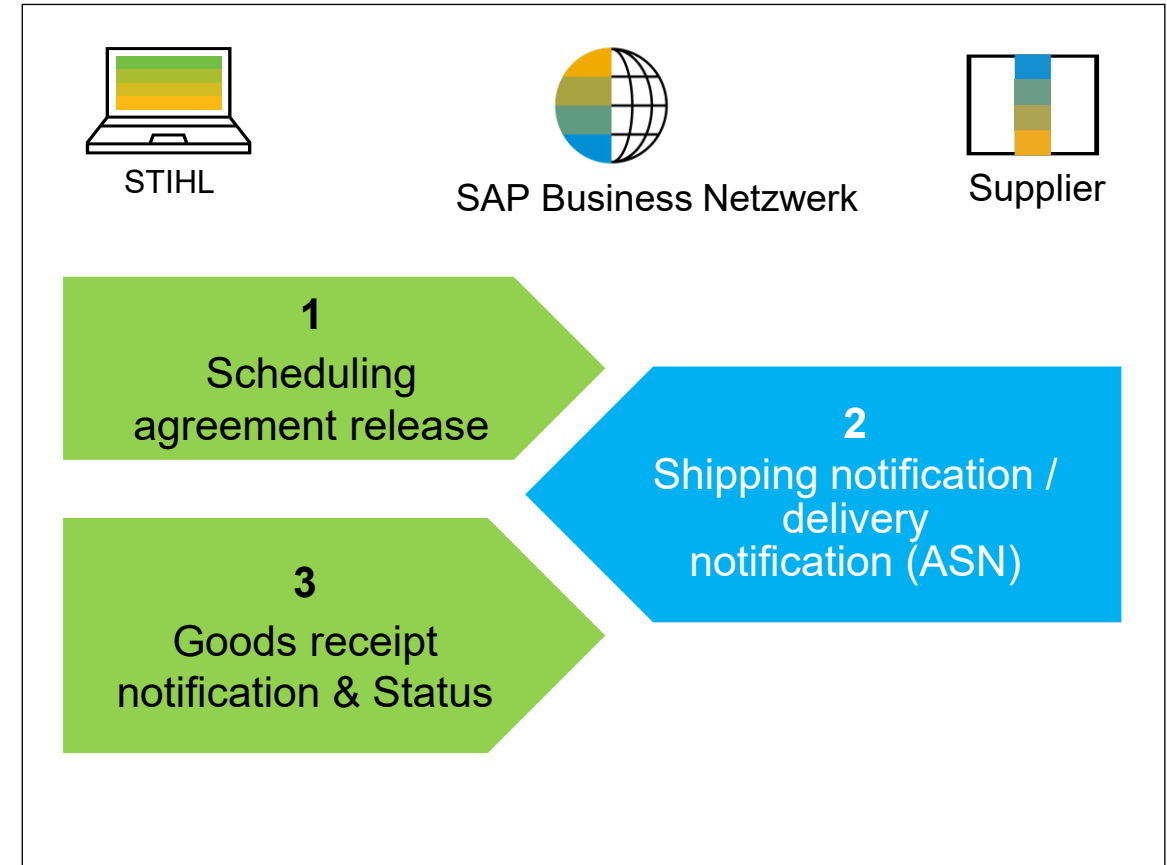 STIHL
SAP Business Netzwerk
Supplier
1
Scheduling
agreement release
2
Shipping notification /
delivery
notification (ASN)
3
Goods receipt
notification & Status